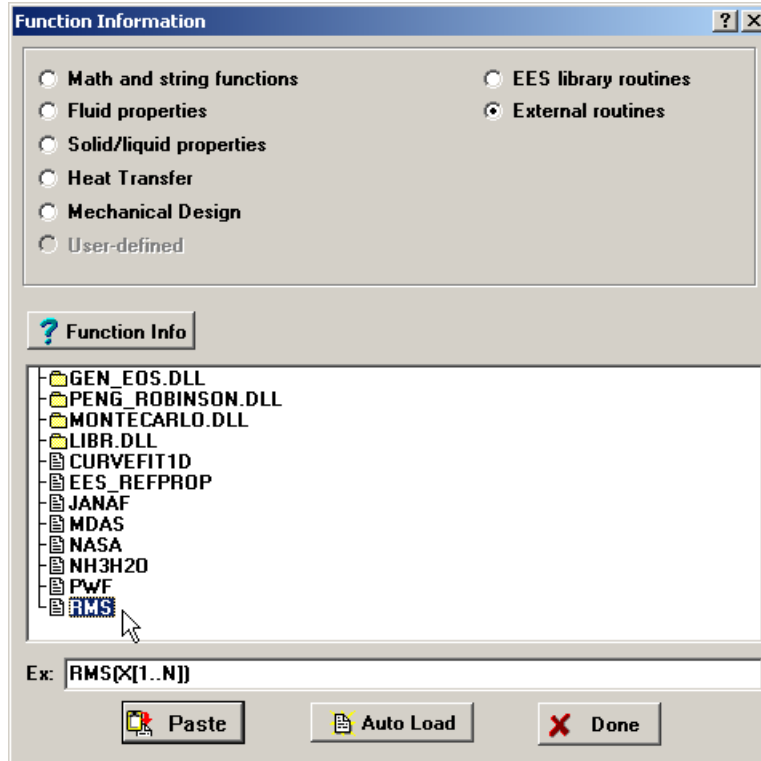 Function Information
Math and string functions
EES library routines
Fluid properties
External routines
Solid/liquid properties
Heat Transfer
Mechanical Design
User-defined
? Function Info
GEN_EOS.DLL
PENG_ROBINSON.DLL
MONTECARLO.DLL
LIBR.DLL
CURVEFIT1D
EES_REFPROP
JANAF
MDAS
NASA
NH3H2O
PWF
RMS
Ex: RMS(X[1..N])
Paste
Auto Load
Done